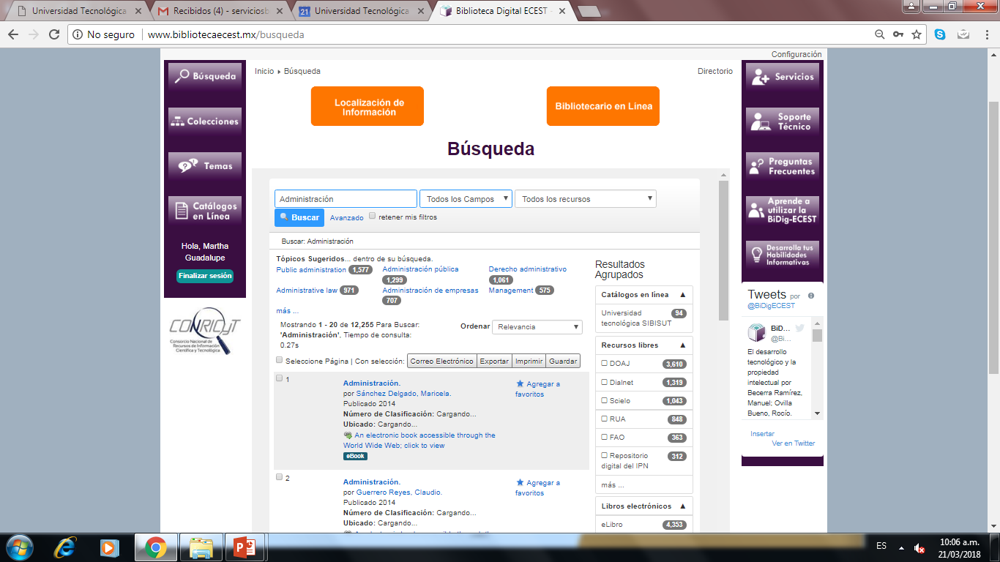 Universidad Tecnológica
Recibidos (4) - serviciosb
21
Universidad Tecnológica
Biblioteca Digital ECEST
No seguro
www.bibliotecaecest.mx/busqueda
Configuración
Búsqueda
Colecciones
Temas
Catálogos
en Línea
Hola, Martha
Guadalupe
Finalizar sesión
CONRICYT
Consorcio Nacional de
Recursos de Información
Científica y Tecnológica
Inicio Búsqueda
Directorio
Localización de
Información
Bibliotecario en Línea
Búsqueda
Administración
Todos los Campos
Todos los recursos
Buscar
Avanzado
retener mis filtros
Buscar: Administración
Tópicos Sugeridos... dentro de su búsqueda.
Public administration 1,577
Administración pública
1,299
Derecho administrativo
1,061
Administrative law 971
Administración de empresas
707
Management 575
más ...
Mostrando 1 - 20 de 12,255 Para Buscar:
'Administración', Tiempo de consulta:
0.27s
Ordenar
Relevancia
Seleccione Página | Con selección:
Correo Electrónico
Exportar
Imprimir
Guardar
1
Administración.
por Sánchez Delgado, Maricela.
Publicado 2014
Número de Clasificación: Cargando...
Ubicado: Cargando...
An electronic book accessible through the
World Wide Web; click to view
eBook
Agregar a
favoritos
2
Administración.
por Guerrero Reyes, Claudio.
Publicado 2014
Número de Clasificación: Cargando...
Ubicado: Cargando...
Agregar a
favoritos
Resultados
Agrupados
Catálogos en línea
Universidad
tecnológica SIBISUT
94
Recursos libres
DOAJ 3,610
Dialnet 1,319
Scielo 1,043
RUA 848
FAO 363
Repositorio
digital del IPN
312
más ...
Libros electrónicos
eLibro 4,353
Servicios
Soporte
Técnico
Preguntas
Frecuentes
Aprende a
utilizar la
BiDig-ECEST
Desarrolla tus
Habilidades
Informativas
Tweets por
@BiDigECEST
BiD...
@Bi...
El desarrollo
tecnológico y la
propiedad
intelectual por
Becerra Ramírez,
Manuel; Ovilla
Bueno, Rocío.
Insertar
Ver en Twitter
ES
10:06 a.m.
21/03/2018